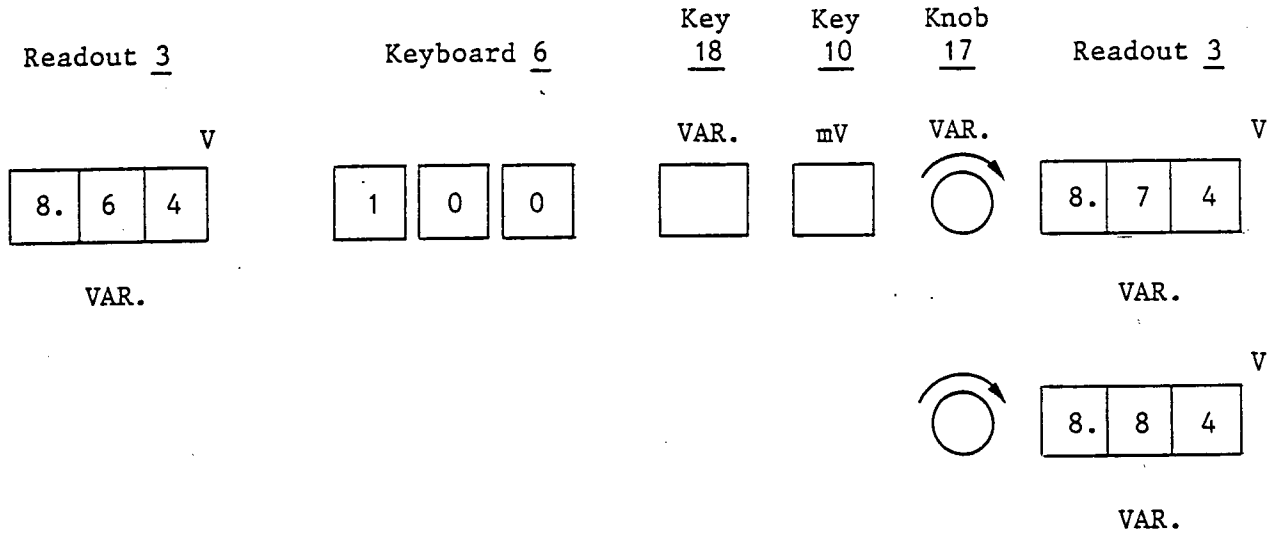 Key Key Knob
Readout 3 Keyboard 6 18 10 17 Readout 3
V VAR. mV VAR. V
8. 6 4 1 0 0 8. 7 4
VAR. VAR.
V
8. 8 4
VAR.